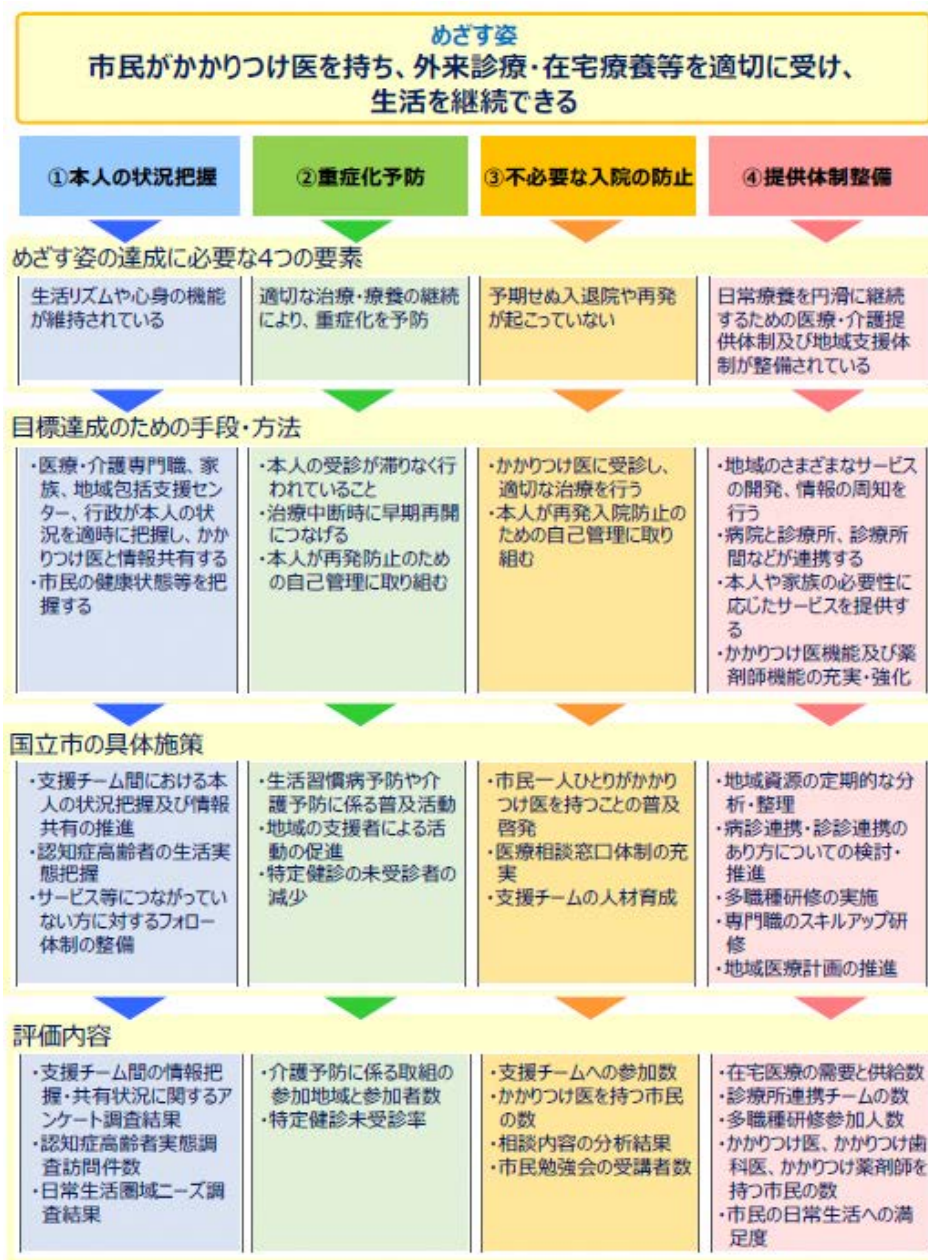 めざす姿
市民がかかりつけ医を持ち、外来診療・在宅療養等を適切に受け、
生活を継続できる
①本人の状況把握
②重症化予防
③不必要な入院の防止
④提供体制整備
めざす姿の達成に必要な4つの要素
生活リズムや心身の機能
が維持されている
適切な治療・療養の継続
により、重症化を予防
予期せぬ入退院や再発
が起こっていない
日常療養を円滑に継続
するための医療・介護提
供体制及び地域支援体
制が整備されている
目標達成のための手段・方法
・医療・介護専門職、家
族、地域包括支援セン
ター、行政が本人の状
況を適時に把握し、かか
りつけ医と情報共有する
・市民の健康状態等を把
握する
・本人の受診が滞りなく行
われていること
・治療中断時に早期再開
につなげる
・本人が再発防止のため
の自己管理に取り組む
・かかりつけ医に受診し、
適切な治療を行う
・本人が再発入院防止の
ための自己管理に取り
組む
・地域のさまざまなサービス
の開発、情報の周知を
行う
・病院と診療所、診療所
間などが連携する
・本人や家族の必要性に
応じたサービスを提供す
る
・かかりつけ医機能及び薬
剤師機能の充実・強化
国立市の具体施策
・支援チーム間における本
人の状況把握及び情報
共有の推進
・認知症高齢者の生活実
態把握
・サービス等につながってい
ない方に対するフォロー
体制の整備
・生活習慣病予防や介
護予防に係る普及活動
・地域の支援者による活
動の促進
・特定健診の未受診者の
減少
・市民一人ひとりがかかり
つけ医を持つことの普及
啓発
・医療相談窓口体制の充
実
・支援チームの人材育成
・地域資源の定期的な分
析・整理
・病診連携・診診連携の
あり方についての検討・
推進
・多職種研修の実施
・専門職のスキルアップ研
修
・地域医療計画の推進
評価内容
・支援チーム間の情報把
握・共有状況に関するア
ンケート調査結果
・認知症高齢者実態調
査訪問件数
・日常生活圏域ニーズ調
査結果
・介護予防に係る取組の
参加地域と参加者数
・特定健診未受診率
・支援チームへの参加数
・かかりつけ医を持つ市民
の数
・相談内容の分析結果
・市民勉強会の受講者数
・在宅医療の需要と供給数
・診療所連携チームの数
・多職種研修参加人数
・かかりつけ医、かかりつけ歯
科医、かかりつけ薬剤師を
持つ市民の数
・市民の日常生活への満
足度